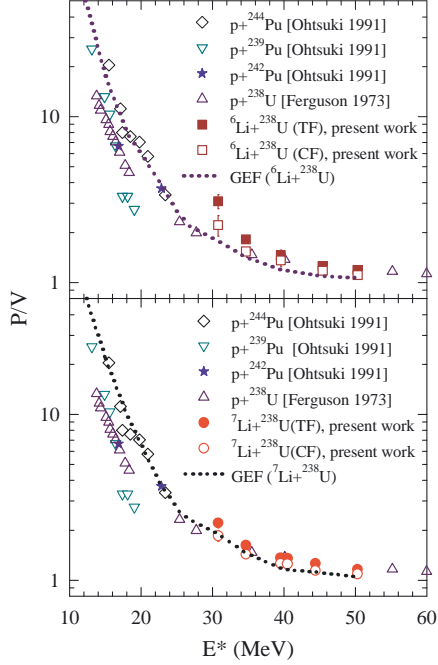 p+²⁴⁴Pu [Ohtsuki 1991]
p+²³⁹Pu [Ohtsuki 1991]
p+²⁴²Pu [Ohtsuki 1991]
p+²³⁸U [Ferguson 1973]
⁶Li+²³⁸U (TF), present work
⁶Li+²³⁸U (CF), present work
GEF (⁶Li+²³⁸U)
10
1
P/V
p+²⁴⁴Pu [Ohtsuki 1991]
p+²³⁹Pu [Ohtsuki 1991]
p+²⁴²Pu [Ohtsuki 1991]
p+²³⁸U [Ferguson 1973]
⁷Li+²³⁸U(TF), present work
⁷Li+²³⁸U(CF), present work
GEF (⁷Li+²³⁸U)
10
1
10 20 30 40 50 60
E* (MeV)